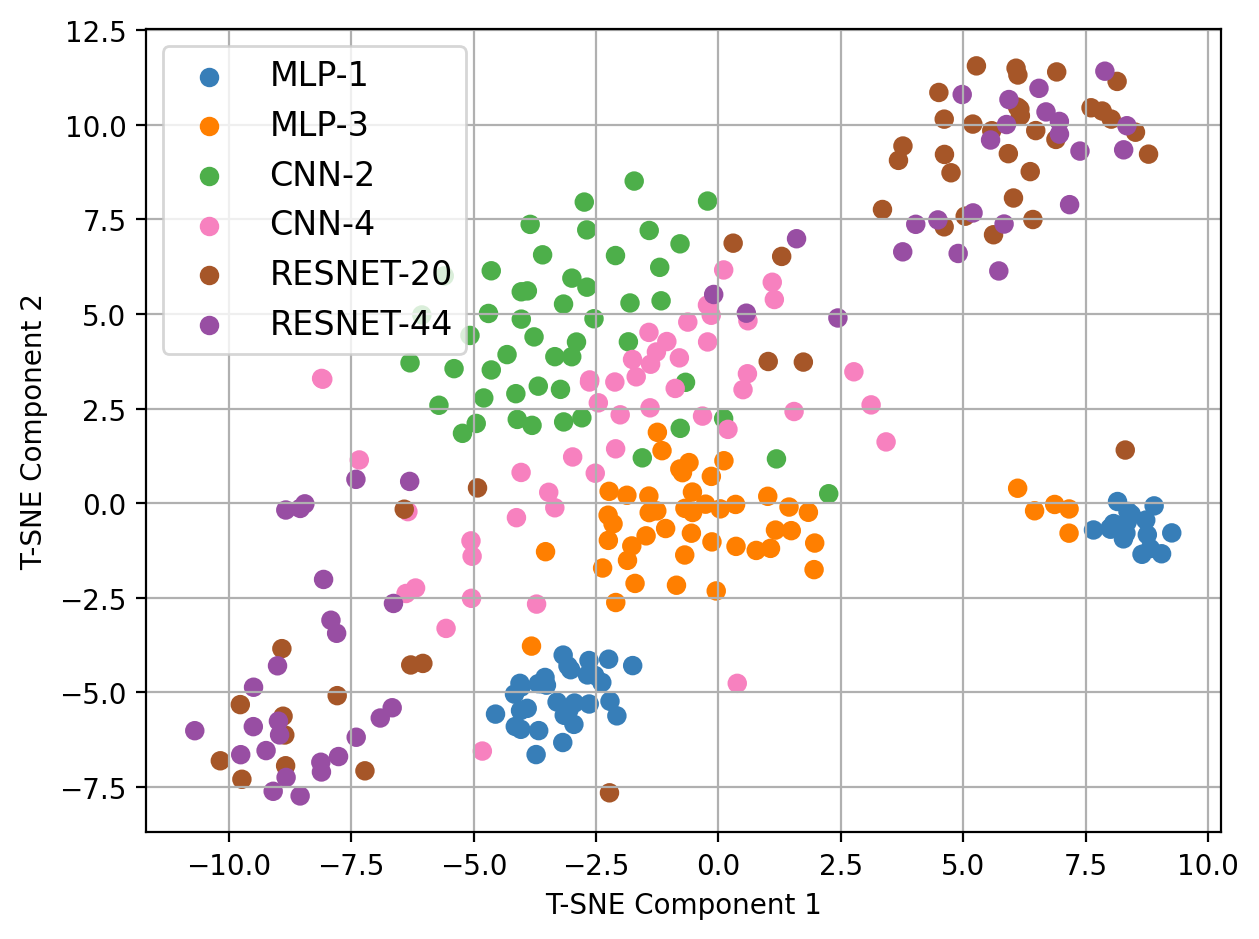 12.5
10.0
7.5
5.0
2.5
0.0
−2.5
−5.0
−7.5
T-SNE Component 2
MLP-1
MLP-3
CNN-2
CNN-4
RESNET-20
RESNET-44
−10.0 −7.5 −5.0 −2.5 0.0 2.5 5.0 7.5 10.0
T-SNE Component 1